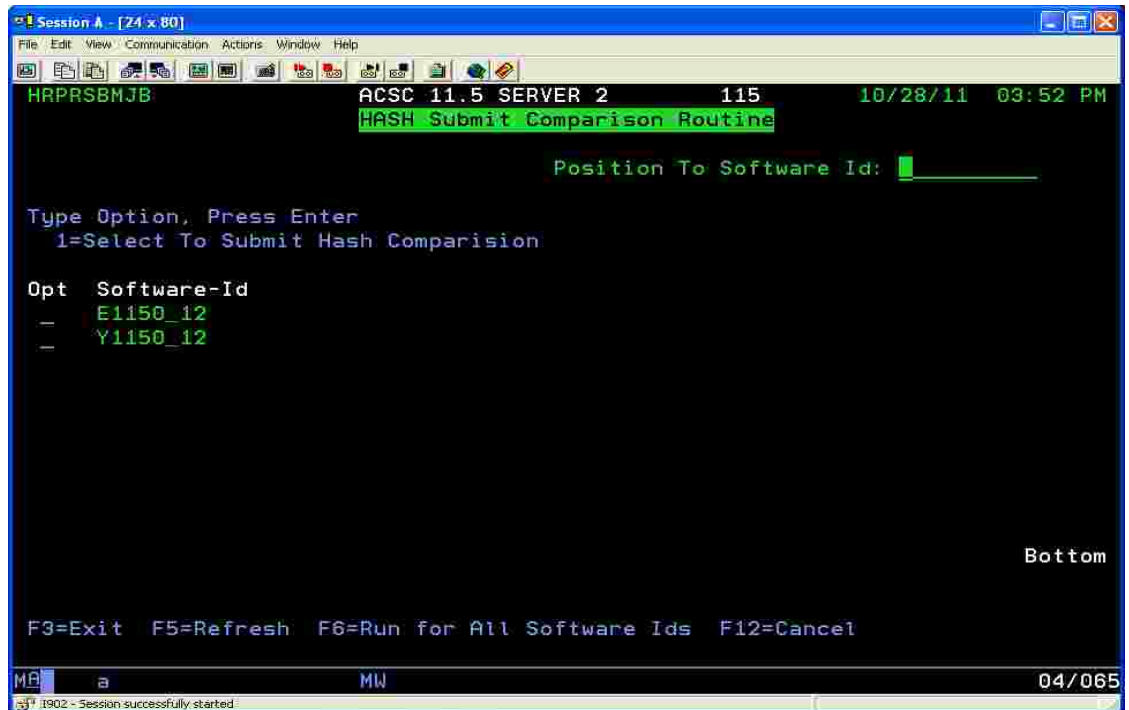 Session A - [24 x 80]
File Edit View Communication Actions Window Help
HRPRSBMJB ACSC 11.5 SERVER 2 115 10/28/11 03:52 PM
HASH Submit Comparison Routine
Position To Software Id:
Type Option, Press Enter
1=Select To Submit Hash Comparision
Opt Software-Id
_ E1150_12
_ Y1150_12
Bottom
F3=Exit F5=Refresh F6=Run for All Software Ids F12=Cancel
MA a MW 04/065
I902 - Session successfully started